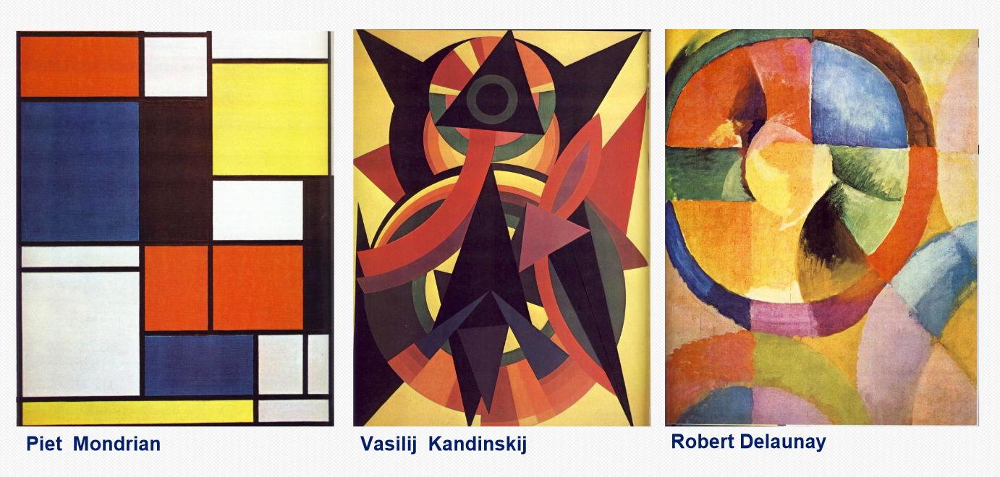 Piet Mondrian
Vasilij Kandinskij
Robert Delaunay